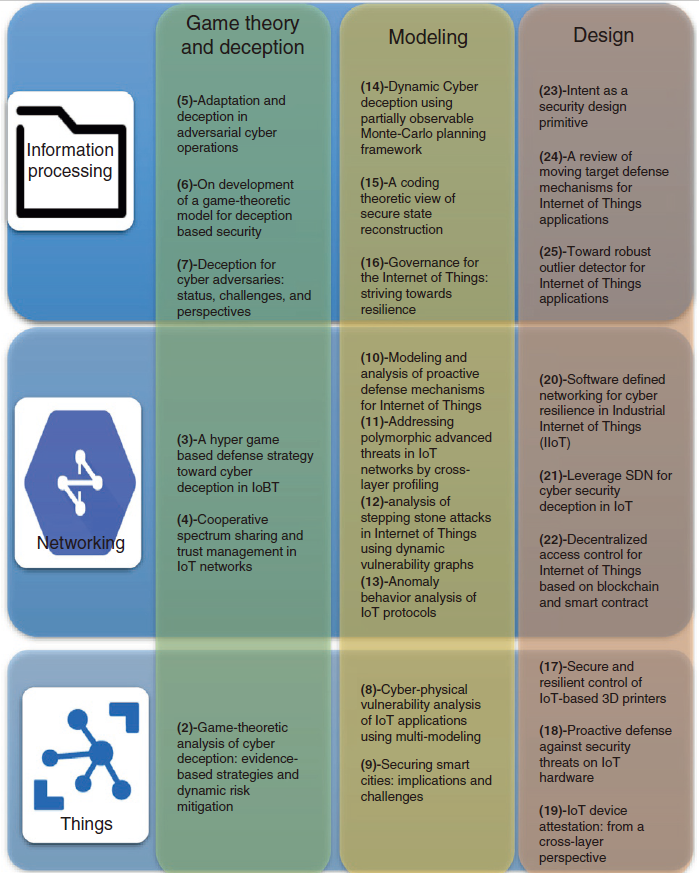 Game theory
and deception
Modeling
Design
Information
processing
(5)-Adaptation and
deception in
adversarial cyber
operations
(6)-On development
of a game-theoretic
model for deception
based security
(7)-Deception for
cyber adversaries:
status, challenges, and
perspectives
(14)-Dynamic Cyber
deception using
partially observable
Monte-Carlo planning
framework
(15)-A coding
theoretic view of
secure state
reconstruction
(16)-Governance for
the Internet of Things:
striving towards
resilience
(23)-Intent as a
security design
primitive
(24)-A review of
moving target defense
mechanisms for
Internet of Things
applications
(25)-Toward robust
outlier detector for
Internet of Things
applications
Networking
(3)-A hyper game
based defense strategy
toward cyber
deception in IoBT
(4)-Cooperative
spectrum sharing and
trust management in
IoT networks
(10)-Modeling and
analysis of proactive
defense mechanisms
for Internet of Things
(11)-Addressing
polymorphic advanced
threats in IoT
networks by cross-
layer profiling
(12)-analysis of
stepping stone attacks
in Internet of Things
using dynamic
vulnerability graphs
(13)-Anomaly
behavior analysis of
IoT protocols
(20)-Software defined
networking for cyber
resilience in Industrial
Internet of Things
(IIoT)
(21)-Leverage SDN for
cyber security
deception in IoT
(22)-Decentralized
access control for
Internet of Things
based on blockchain
and smart contract
Things
(2)-Game-theoretic
analysis of cyber
deception: evidence-
based strategies and
dynamic risk
mitigation
(8)-Cyber-physical
vulnerability analysis
of IoT applications
using multi-modeling
(9)-Securing smart
cities: implications and
challenges
(17)-Secure and
resilient control of
IoT-based 3D printers
(18)-Proactive defense
against security
threats on IoT
hardware
(19)-IoT device
attestation: from a
cross-layer
perspective